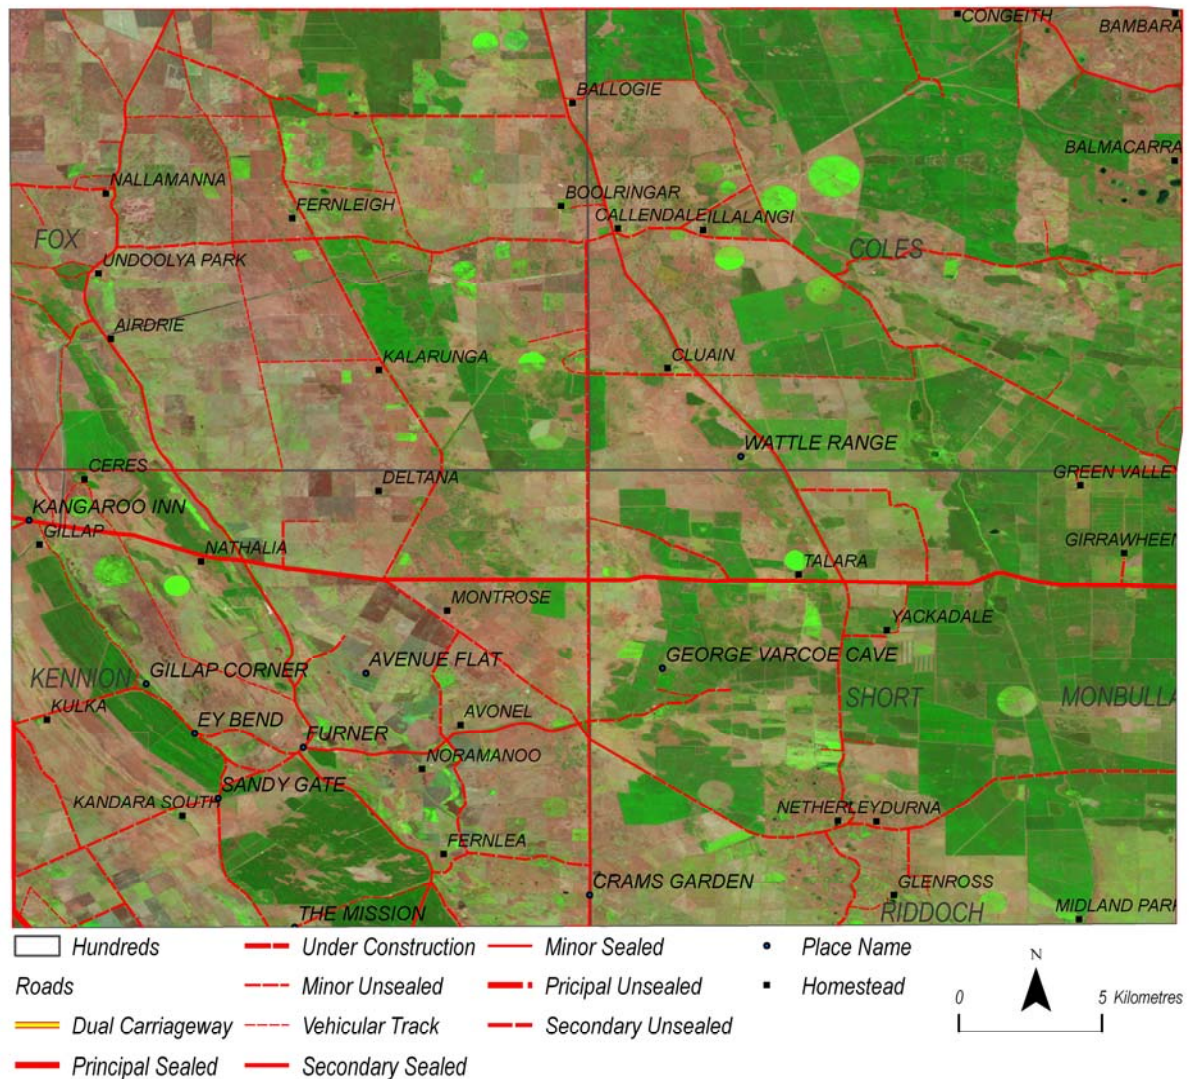 CONGEITH
BAMBARA
BALLOGIE
BALMACARRA
NALLAMANNA
BOOLRINGAR
FERNLEIGH
CALLENDALE
ILLALANGI
FOX
COLES
UNDOOLYA PARK
AIRDRIE
KALARUNGA
CLUAIN
WATTLE RANGE
CERES
DELTANA
GREEN VALLE
KANGAROO INN
GILLAP
NATHALIA
GIRRAWHEEN
TALARA
MONTROSE
YACKADALE
AVENUE FLAT
GEORGE VARCOE CAVE
GILLAP CORNER
KENNION
SHORT
MONBULLA
KULKA
EY BEND
AVONEL
FURNER
NORAMANOO
SANDY GATE
KANDARA SOUTH
NETHERLEY
DURNA
FERNLEA
CRAMS GARDEN
GLENROSS
THE MISSION
RIDDOCH
MIDLAND PARK
Hundreds
Under Construction
Minor Sealed
Place Name
Roads
Minor Unsealed
Pricipal Unsealed
Homestead
Dual Carriageway
Vehicular Track
Secondary Unsealed
Principal Sealed
Secondary Sealed
N
0 5 Kilometres